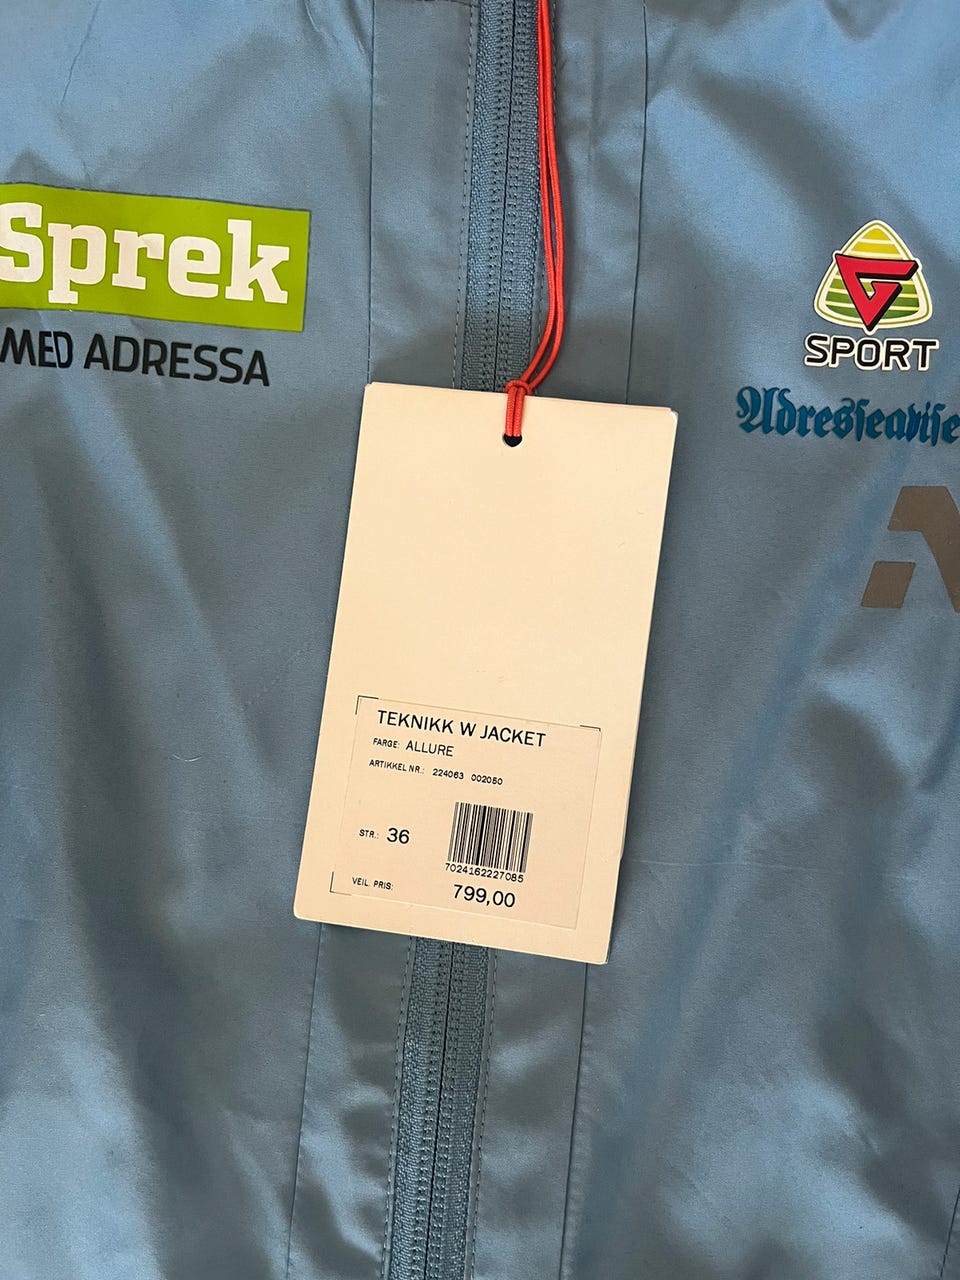 Sprek
MED ADRESSA
SPORT
Adresseavise
TEKNIKK W JACKET
FARGE: ALLURE
ARTIKKEL NR.: 224063 002050
STR.: 36
7024162227085
VEIL. PRIS: 799,00